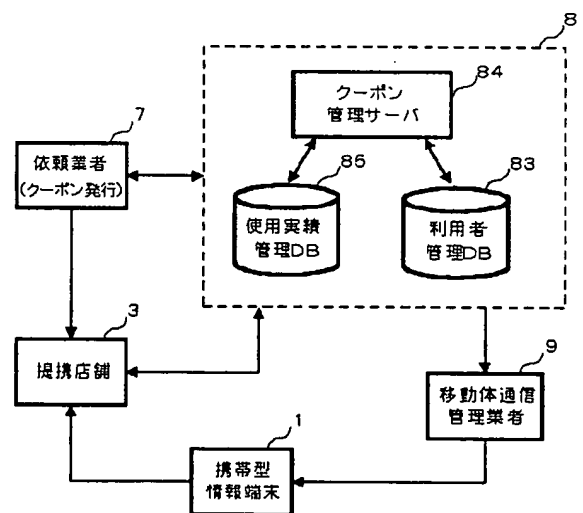 8
84
クーポン
管理サーバ
7
依頼業者
(クーポン発行)
85
使用実績
管理DB
83
利用者
管理DB
3
提携店舗
9
移動体通信
管理業者
1
携帯型
情報端末